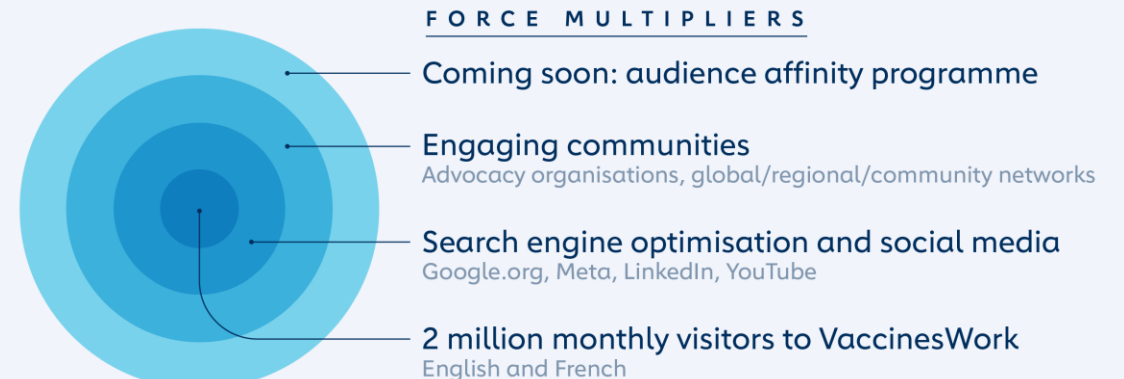 FORCE MULTIPLIERS
Coming soon: audience affinity programme
Engaging communities
Advocacy organisations, global/regional/community networks
Search engine optimisation and social media
Google.org, Meta, LinkedIn, YouTube
2 million monthly visitors to VaccinesWork
English and French